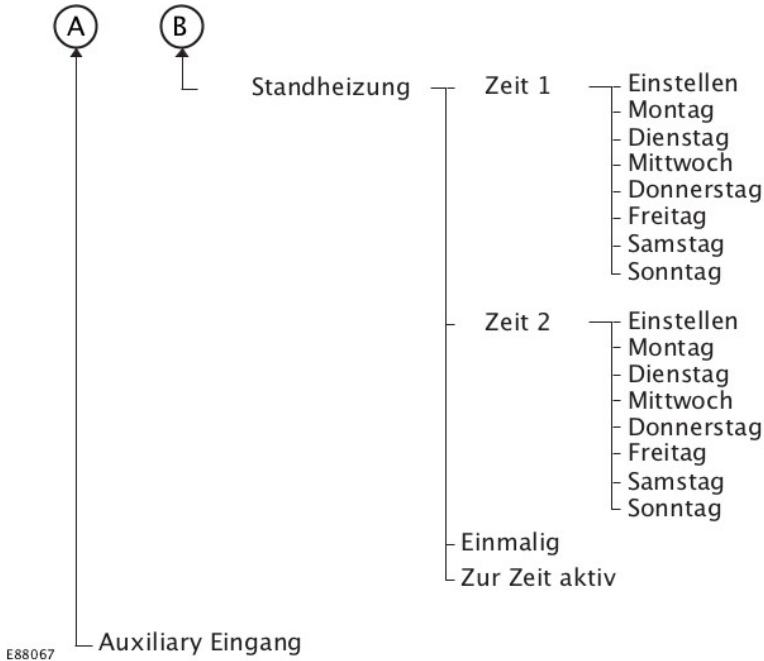 A B
Standheizung Zeit 1 Einstellen
Montag
Dienstag
Mittwoch
Donnerstag
Freitag
Samstag
Sonntag
Zeit 2 Einstellen
Montag
Dienstag
Mittwoch
Donnerstag
Freitag
Samstag
Sonntag
Einmalig
Zur Zeit aktiv
Auxiliary Eingang
E88067